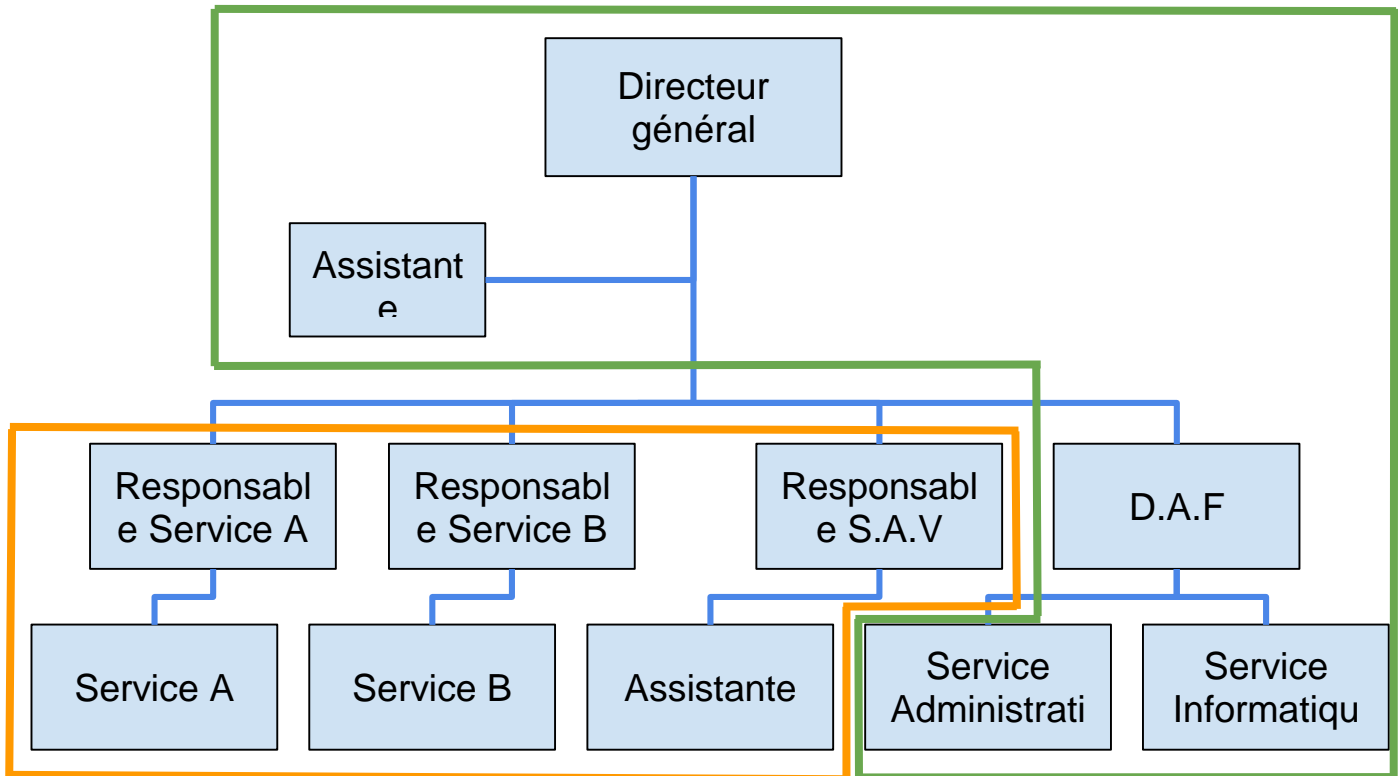 Directeur
général
Assistant
e
Responsabl
e Service A
Responsabl
e Service B
Responsabl
e S.A.V
D.A.F
Service A
Service B
Assistante
Service
Administrati
Service
Informatiqu